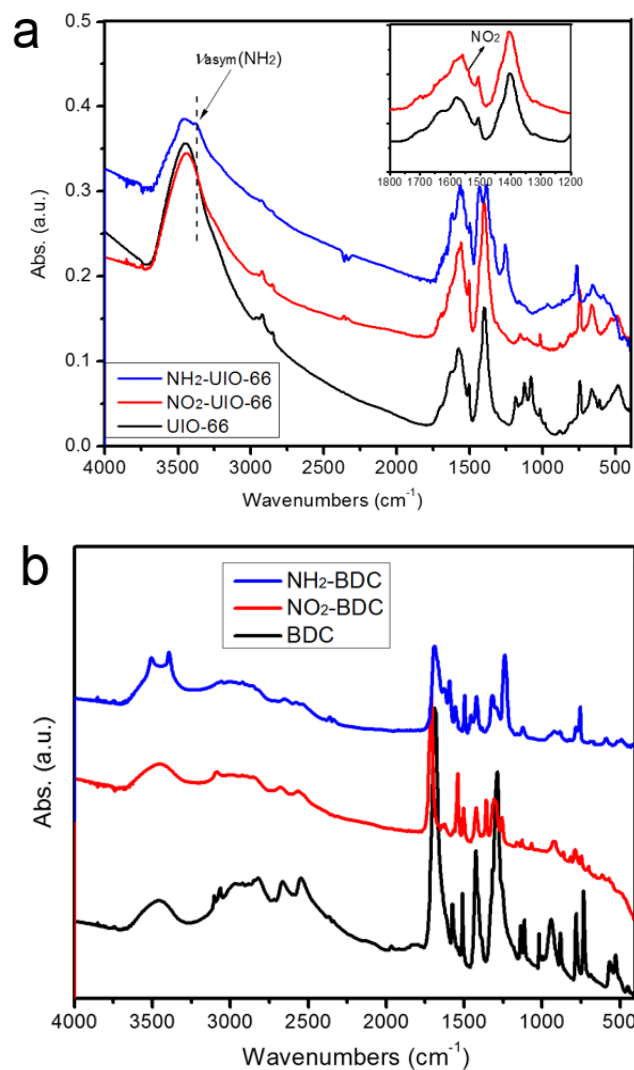 a
0.5
0.4
0.3
0.2
0.1
0.0
Abs. (a.u.)
νasym(NH₂)
NO₂
1800 1700 1600 1500 1400 1300 1200
NH₂-UIO-66
NO₂-UIO-66
UIO-66
4000 3500 3000 2500 2000 1500 1000 500
Wavenumbers (cm⁻¹)
b
NH₂-BDC
NO₂-BDC
BDC
Abs. (a.u.)
4000 3500 3000 2500 2000 1500 1000 500
Wavenumbers (cm⁻¹)